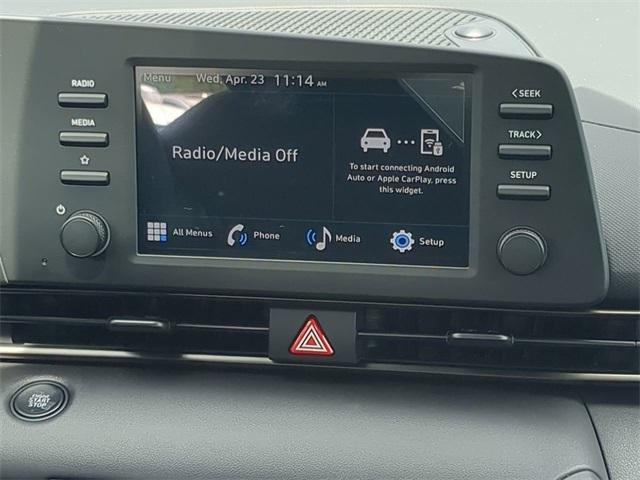 Menu Wed, Apr. 23 11:14 AM
RADIO
MEDIA
<SEEK
TRACK>
SETUP
Radio/Media Off
To start connecting Android
Auto or Apple CarPlay, press
this widget.
All Menus Phone Media Setup
ENGINE
START
STOP